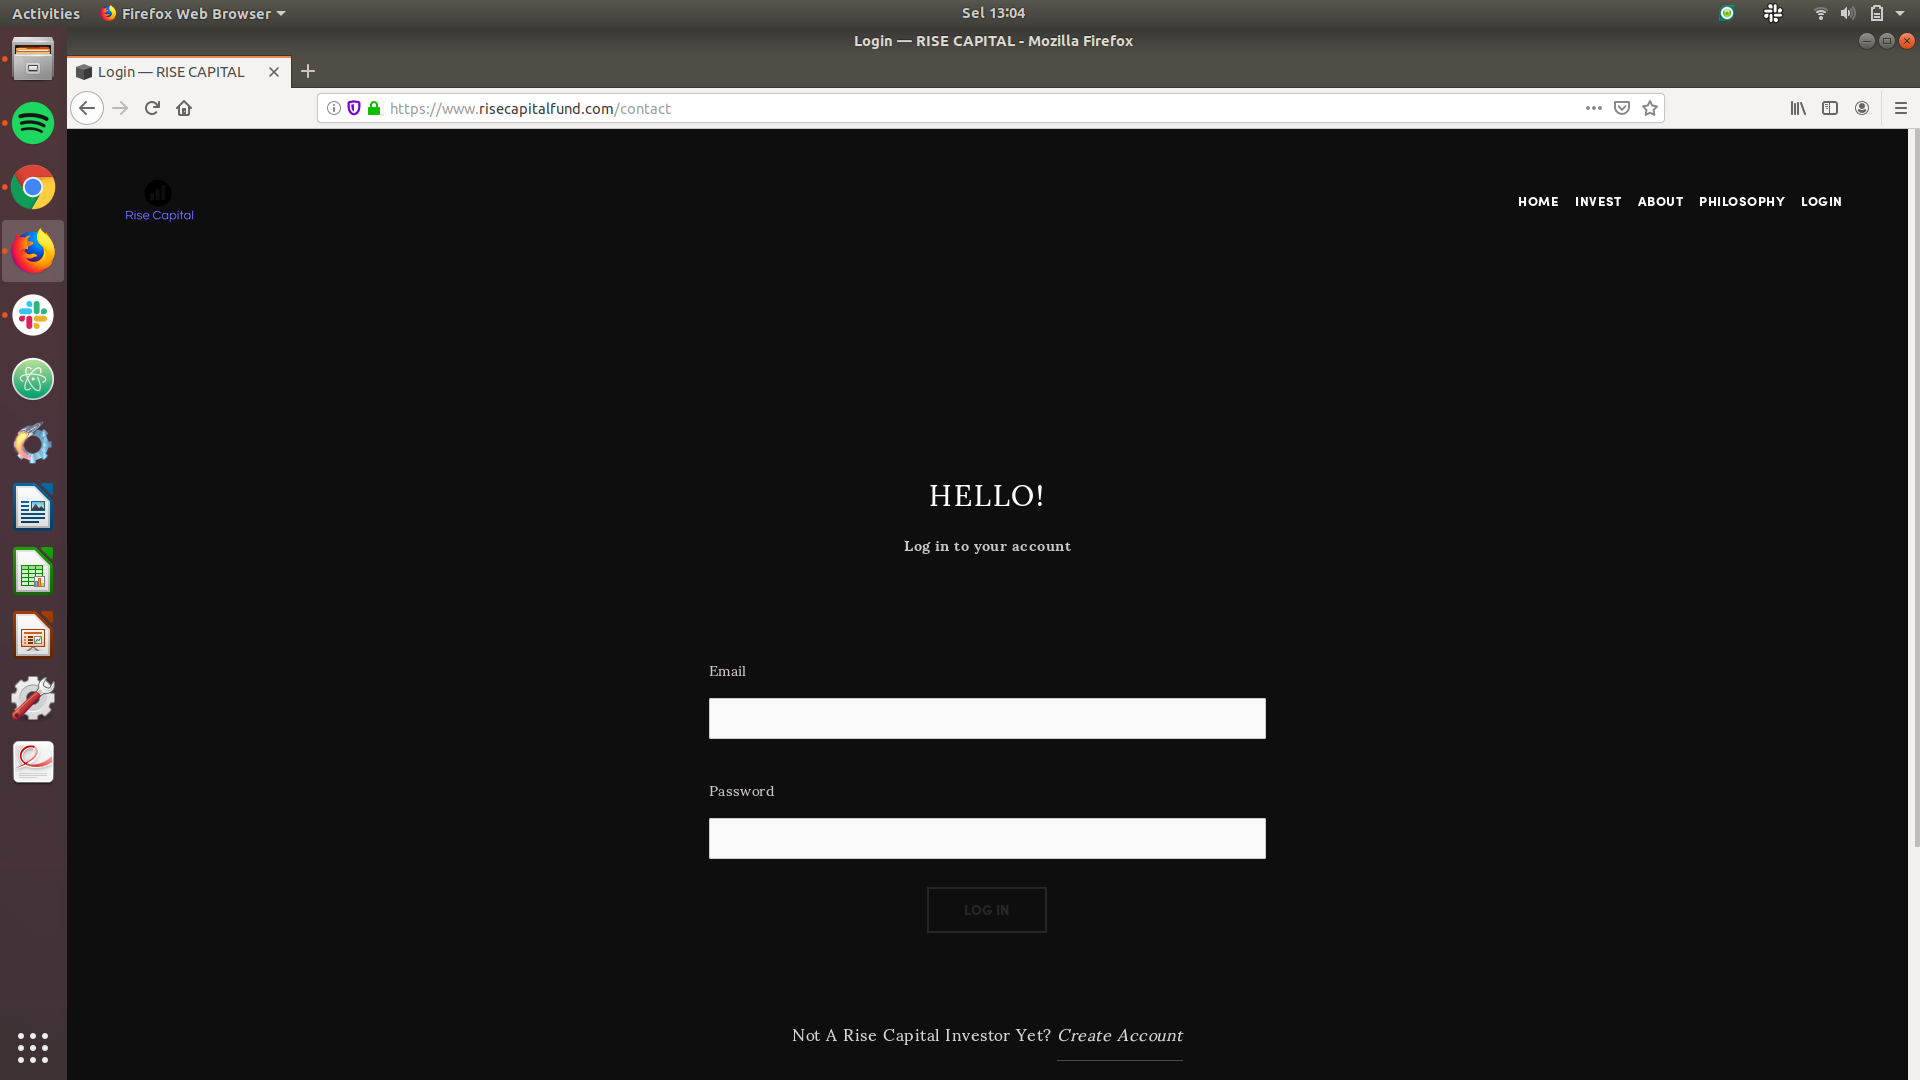 Activities
Firefox Web Browser
Sel 13:04
Login — RISE CAPITAL - Mozilla Firefox
Login — RISE CAPITAL
https://www.risecapitalfund.com/contact
Rise Capital
HOME INVEST ABOUT PHILOSOPHY LOGIN
HELLO!
Log in to your account
Email
Password
LOG IN
Not A Rise Capital Investor Yet? Create Account